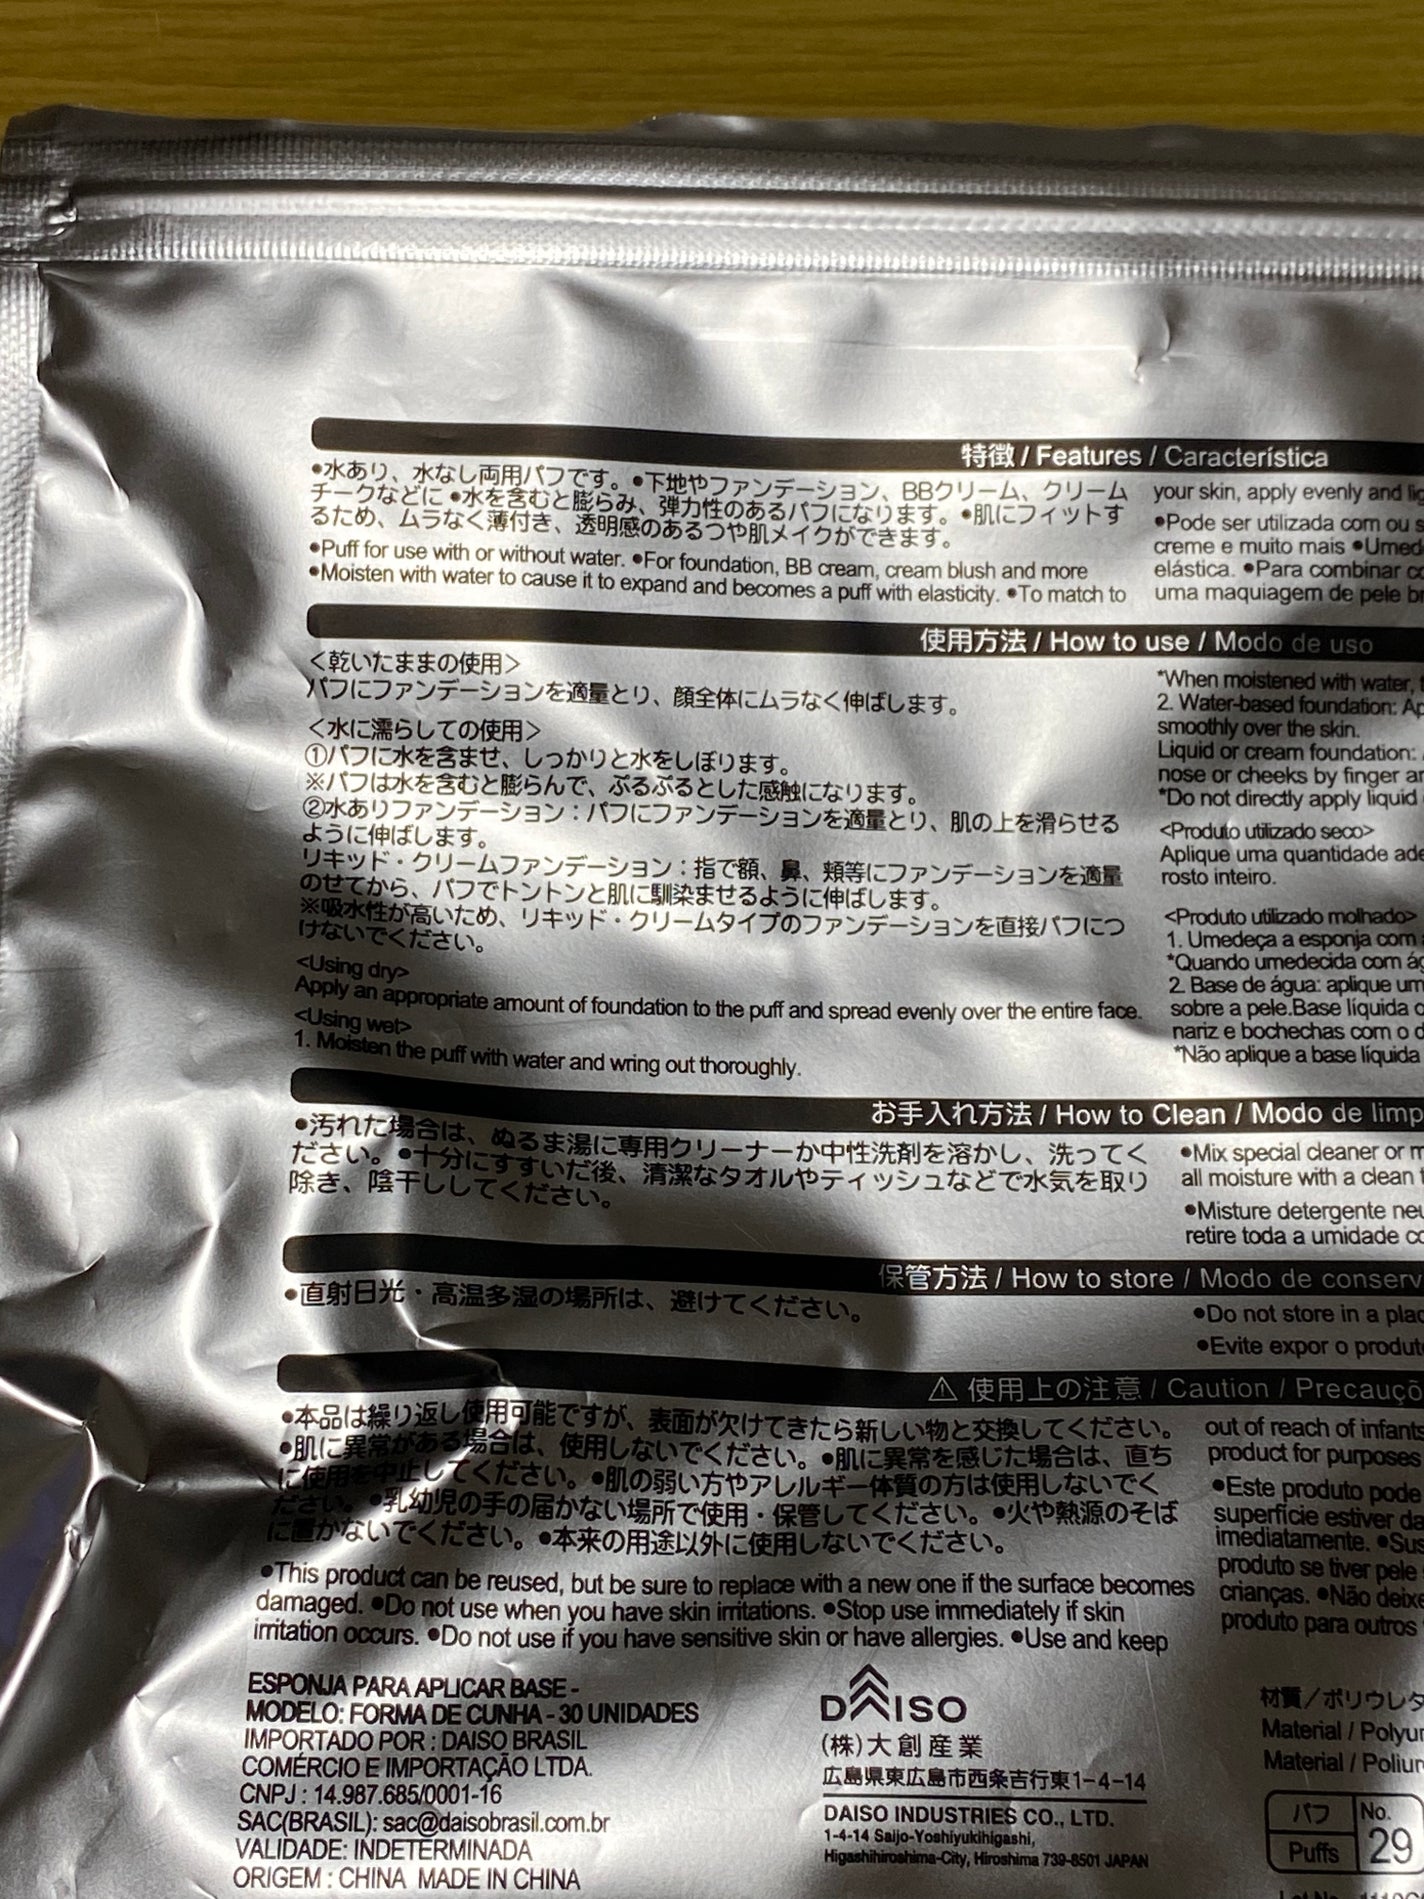 特徴 / Features / Característica
●水あり、水なし両用パフです。●下地やファンデーション、BBクリーム、クリーム
チークなどに ●水を含むと膨らみ、弾力性のあるパフになります。●肌にフィットす
るため、ムラなく薄付き、透明感のあるつや肌メイクができます。
●Puff for use with or without water. ●For foundation, BB cream, cream blush and more
●Moisten with water to cause it to expand and becomes a puff with elasticity. ●To match to
your skin, apply evenly and
●Pode ser utilizada com ou
creme e muito mais ●Umed
elástica. ●Para combinar
uma maquiagem de pele
使用方法 / How to use / Modo de uso
＜乾いたままの使用＞
パフにファンデーションを適量とり、顔全体にムラなく伸ばします。
＜水に濡らしての使用＞
①パフに水を含ませ、しっかりと水をしぼります。
※パフは水を含むと膨らんで、ぷるぷるとした感触になります。
②水ありファンデーション：パフにファンデーションを適量とり、肌の上を滑らせる
ように伸ばします。
リキッド・クリームファンデーション：指で額、鼻、頬等にファンデーションを適量
のせてから、パフでトントンと肌に馴染ませるように伸ばします。
※吸水性が高いため、リキッド・クリームタイプのファンデーションを直接パフにつ
けないでください。
<Using dry>
Apply an appropriate amount of foundation to the puff and spread evenly over the entire face.
<Using wet>
1. Moisten the puff with water and wring out thoroughly.
*When moistened with water,
2. Water-based foundation:
smoothly over the skin.
Liquid or cream foundation:
nose or cheeks by finger
*Do not directly apply liquid
<Produto utilizado seco>
Aplique uma quantidade
rosto inteiro.
<Produto utilizado molhado>
1. Umedeça a esponja com
*Quando umedecida com
2. Base de água: aplique
sobre a pele.Base líquida
nariz e bochechas com o
*Não aplique a base líquida
お手入れ方法 / How to Clean / Modo de limp
●汚れた場合は、ぬるま湯に専用クリーナーか中性洗剤を溶かし、洗ってく
ださい。●十分にすすいだ後、清潔なタオルやティッシュなどで水気を取り
除き、陰干ししてください。
●Mix special cleaner or
all moisture with a clean
●Misture detergente
retire toda a umidade
保管方法 / How to store / Modo de conserv
●直射日光・高温多湿の場所は、避けてください。
●Do not store in a
●Evite expor o
⚠ 使用上の注意 / Caution / Precauçõ
●本品は繰り返し使用可能ですが、表面が欠けてきたら新しい物と交換してください。
●肌に異常がある場合は、使用しないでください。●肌に異常を感じた場合は、直ち
に使用を中止してください。●肌の弱い方やアレルギー体質の方は使用しないでく
ださい。●乳幼児の手の届かない場所で使用・保管してください。●火や熱源のそば
に置かないでください。●本来の用途以外に使用しないでください。
●This product can be reused, but be sure to replace with a new one if the surface becomes
damaged. ●Do not use when you have skin irritations. ●Stop use immediately if skin
irritation occurs. ●Do not use if you have sensitive skin or have allergies. ●Use and keep
out of reach of infants
product for purposes
●Este produto pode
superfície estiver
imediatamente.
produto se tiver pele
crianças. ●Não
produto para outros
ESPONJA PARA APLICAR BASE -
MODELO: FORMA DE CUNHA - 30 UNIDADES
IMPORTADO POR : DAISO BRASIL
COMÉRCIO E IMPORTAÇÃO LTDA.
CNPJ : 14.987.685/0001-16
SAC(BRASIL): sac@daisobrasil.com.br
VALIDADE: INDETERMINADA
ORIGEM : CHINA MADE IN CHINA
DAISO
(株)大創産業
広島県東広島市西条吉行東1-4-14
DAISO INDUSTRIES CO., LTD.
1-4-14 Saijo-Yoshiyukihigashi,
Higashihiroshima-City, Hiroshima 739-8501 JAPAN
材質／ポリウレタ
Material / Polyur
Material / Poliur
パフ No.
Puffs 29